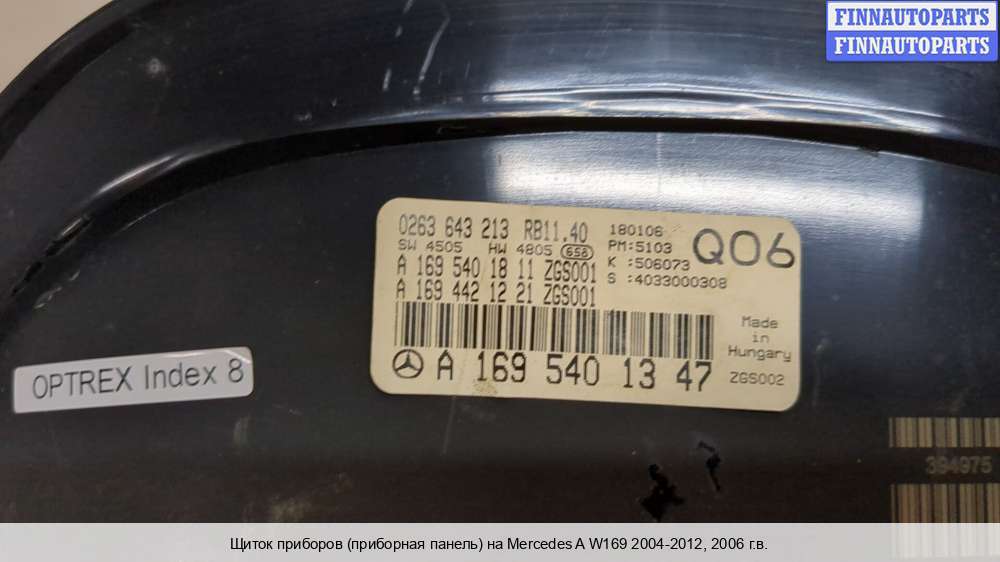 FINNAUTOPARTS
FINNAUTOPARTS
0263 643 213 RB11.40
SW 4505 HW 4805 658
A 169 540 18 11 ZGS001
A 169 442 12 21 ZGS001
180106
PM:5103
K :506073
S :4033000308
Q06
Made
in
Hungary
ZGS002
A 169 540 13 47
OPTREX Index 8
394975
Щиток приборов (приборная панель) на Mercedes A W169 2004-2012, 2006 г.в.